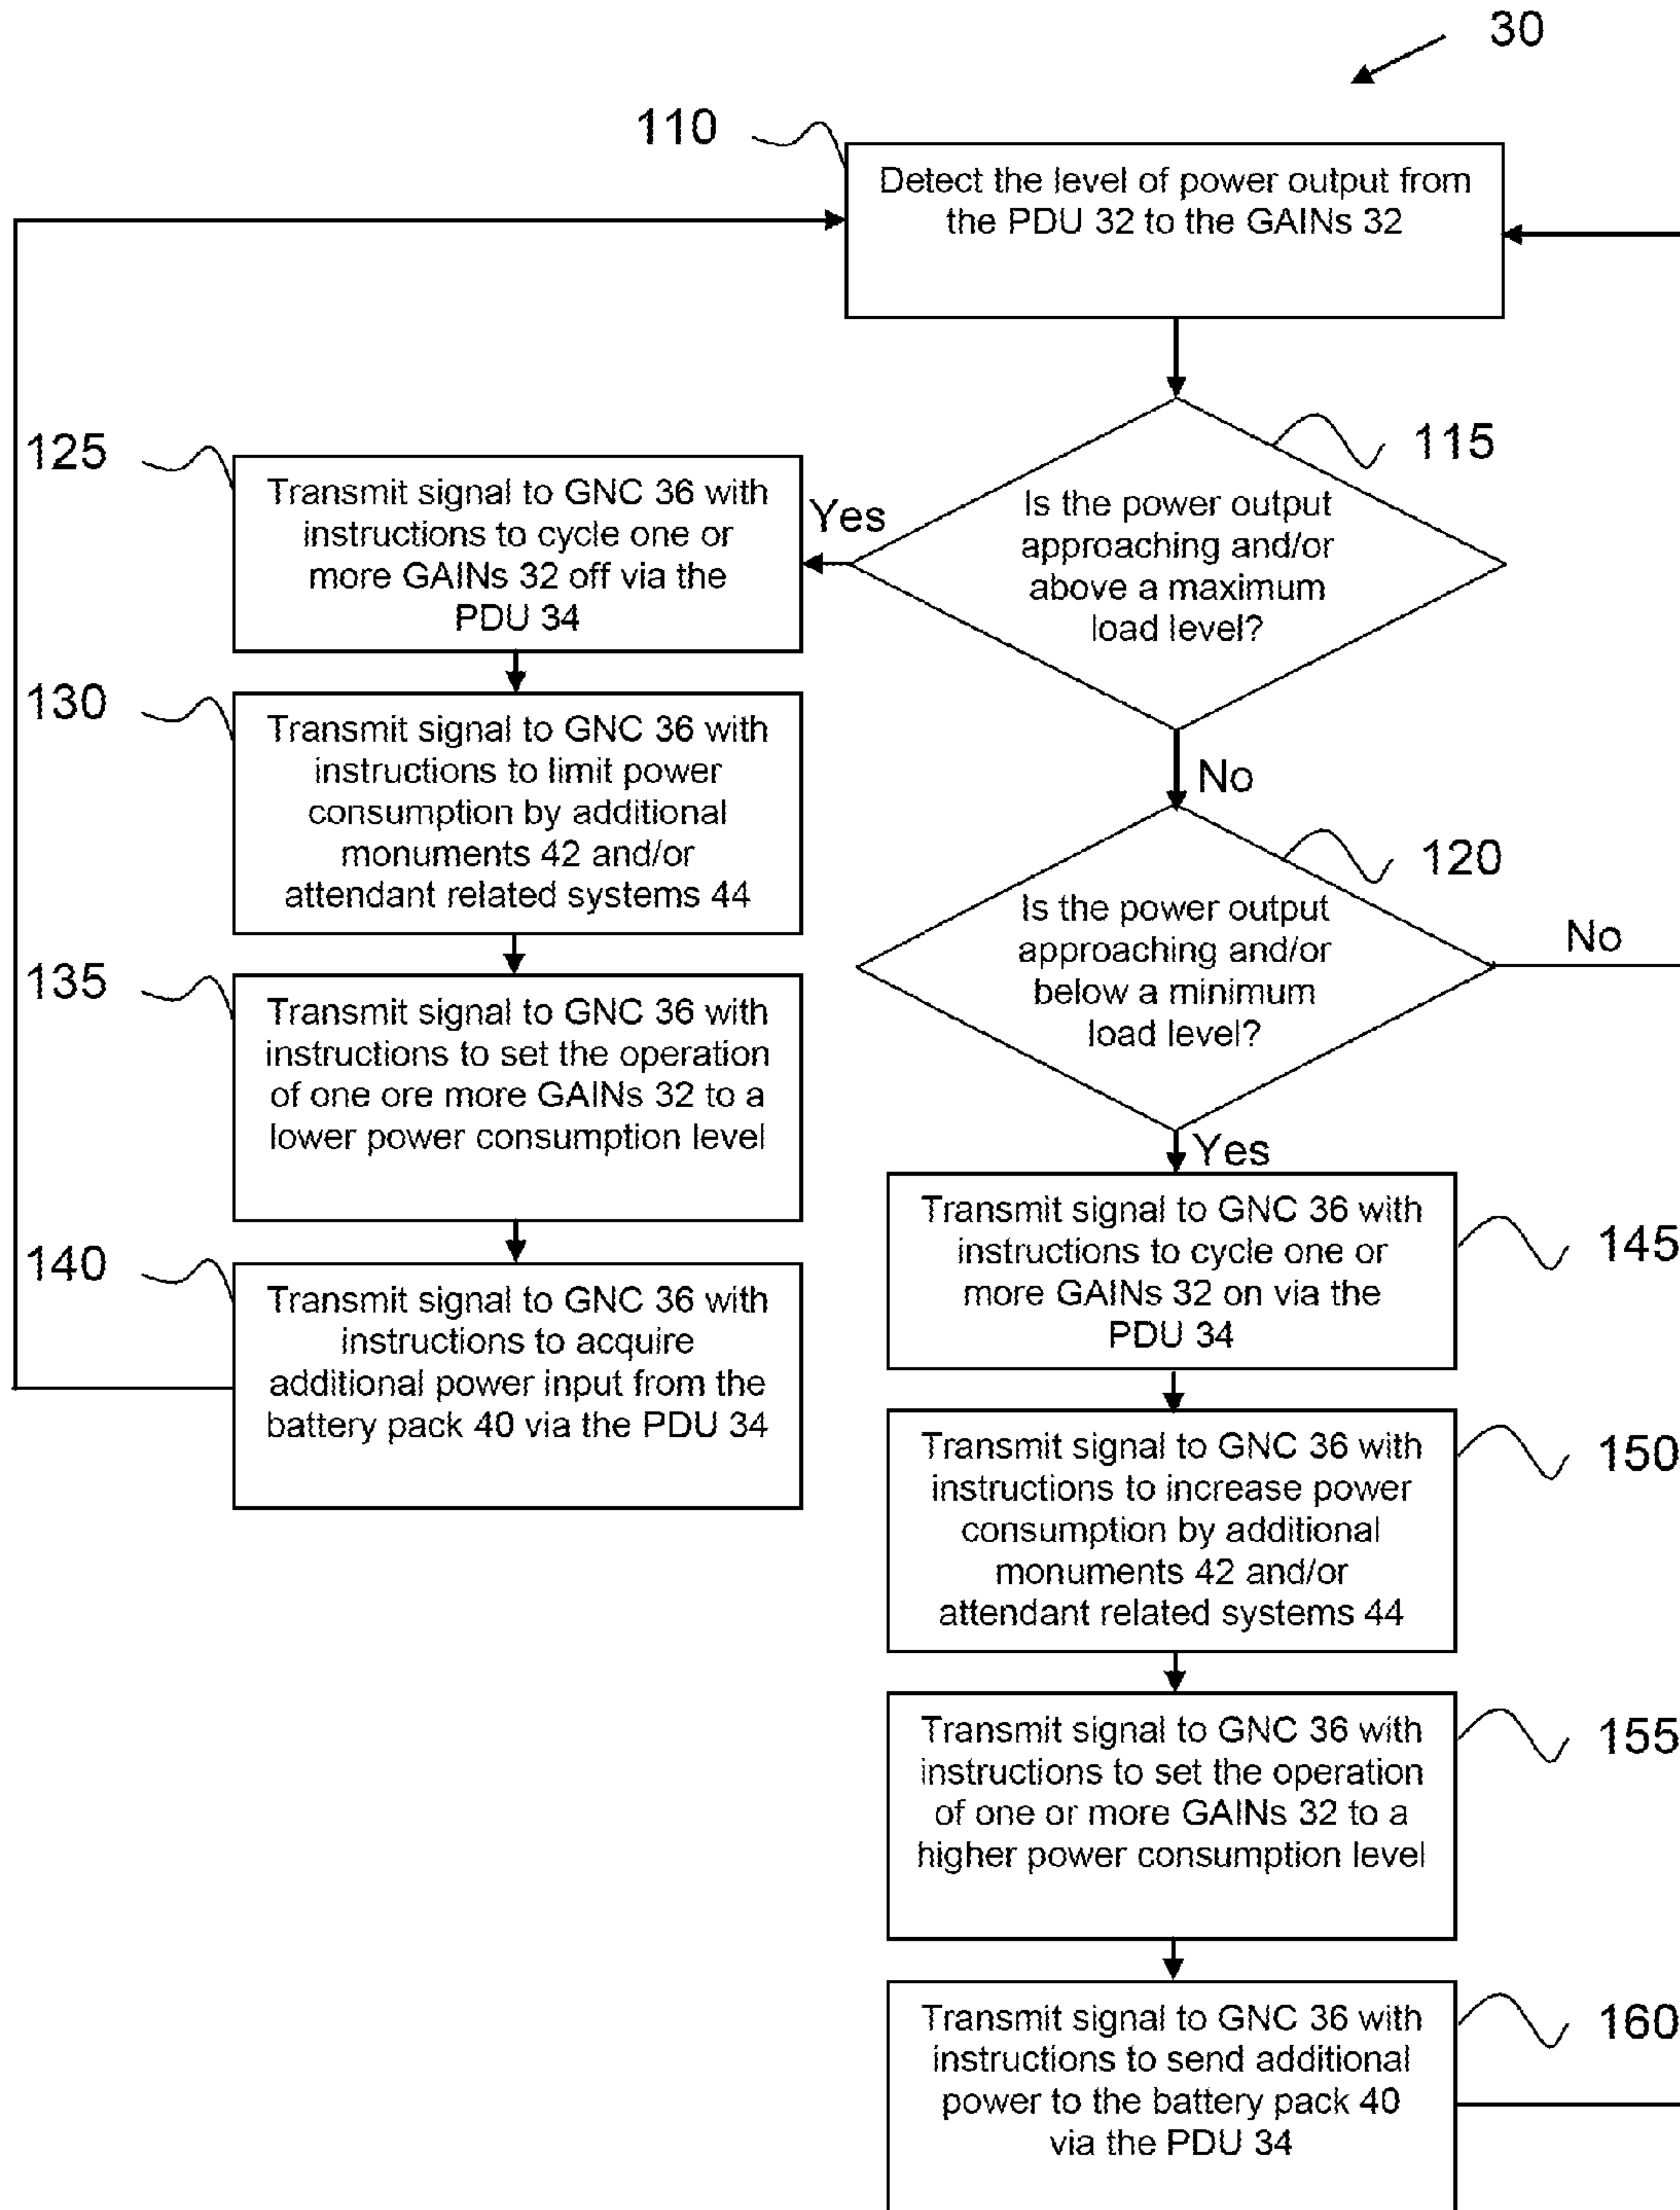 30
110
Detect the level of power output from
the PDU 32 to the GAINs 32
115
Is the power output
approaching and/or
above a maximum
load level?
Yes
No
125
Transmit signal to GNC 36 with
instructions to cycle one or
more GAINs 32 off via the
PDU 34
130
Transmit signal to GNC 36 with
instructions to limit power
consumption by additional
monuments 42 and/or
attendant related systems 44
135
Transmit signal to GNC 36 with
instructions to set the operation
of one ore more GAINs 32 to a
lower power consumption level
140
Transmit signal to GNC 36 with
instructions to acquire
additional power input from the
battery pack 40 via the PDU 34
120
Is the power output
approaching and/or
below a minimum
load level?
No
Yes
145
Transmit signal to GNC 36 with
instructions to cycle one or
more GAINs 32 on via the
PDU 34
150
Transmit signal to GNC 36 with
instructions to increase power
consumption by additional
monuments 42 and/or
attendant related systems 44
155
Transmit signal to GNC 36 with
instructions to set the operation
of one or more GAINs 32 to a
higher power consumption level
160
Transmit signal to GNC 36 with
instructions to send additional
power to the battery pack 40
via the PDU 34